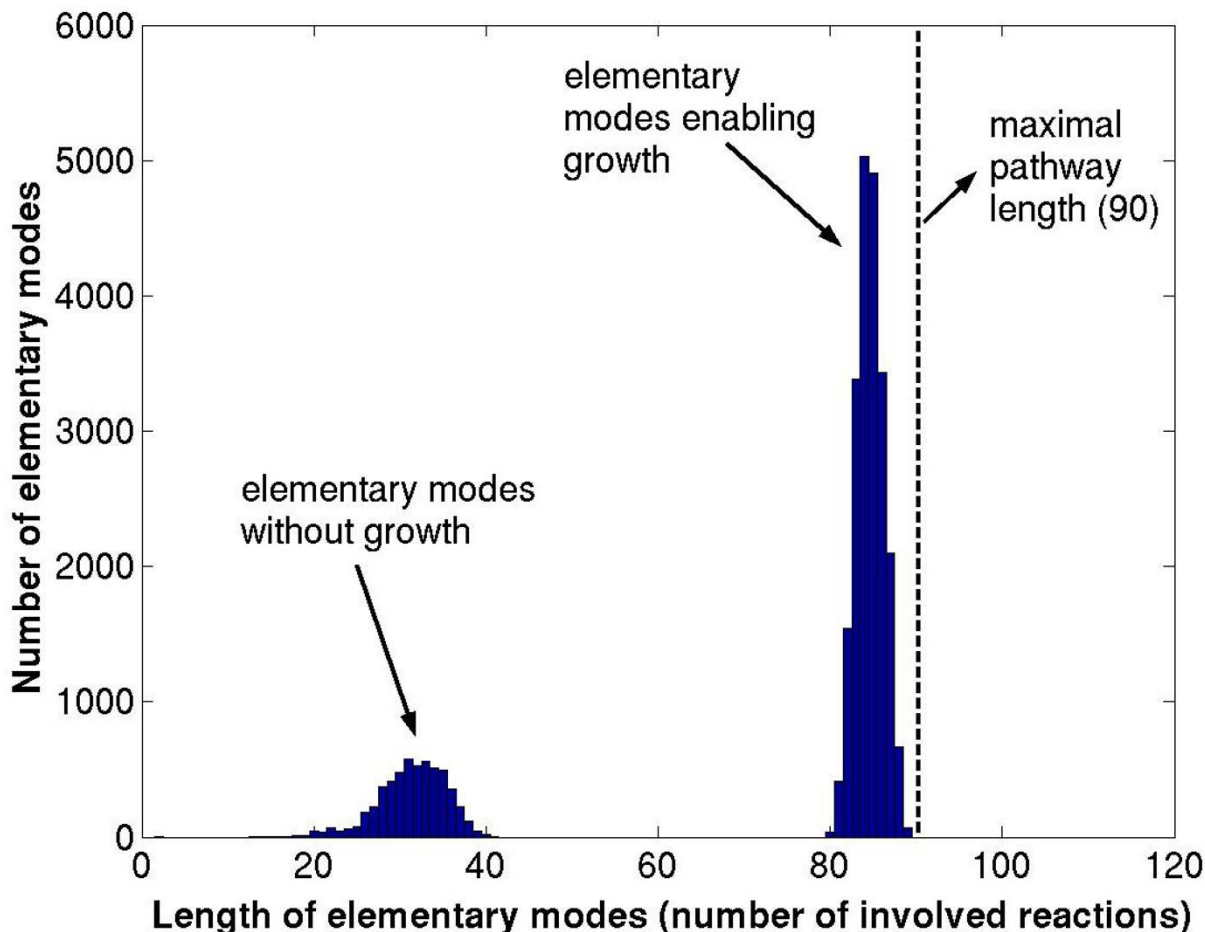 6000
5000
4000
3000
2000
1000
0
Number of elementary modes
elementary
modes enabling
growth
maximal
pathway
length (90)
elementary modes
without growth
0
20
40
60
80
100
120
Length of elementary modes (number of involved reactions)